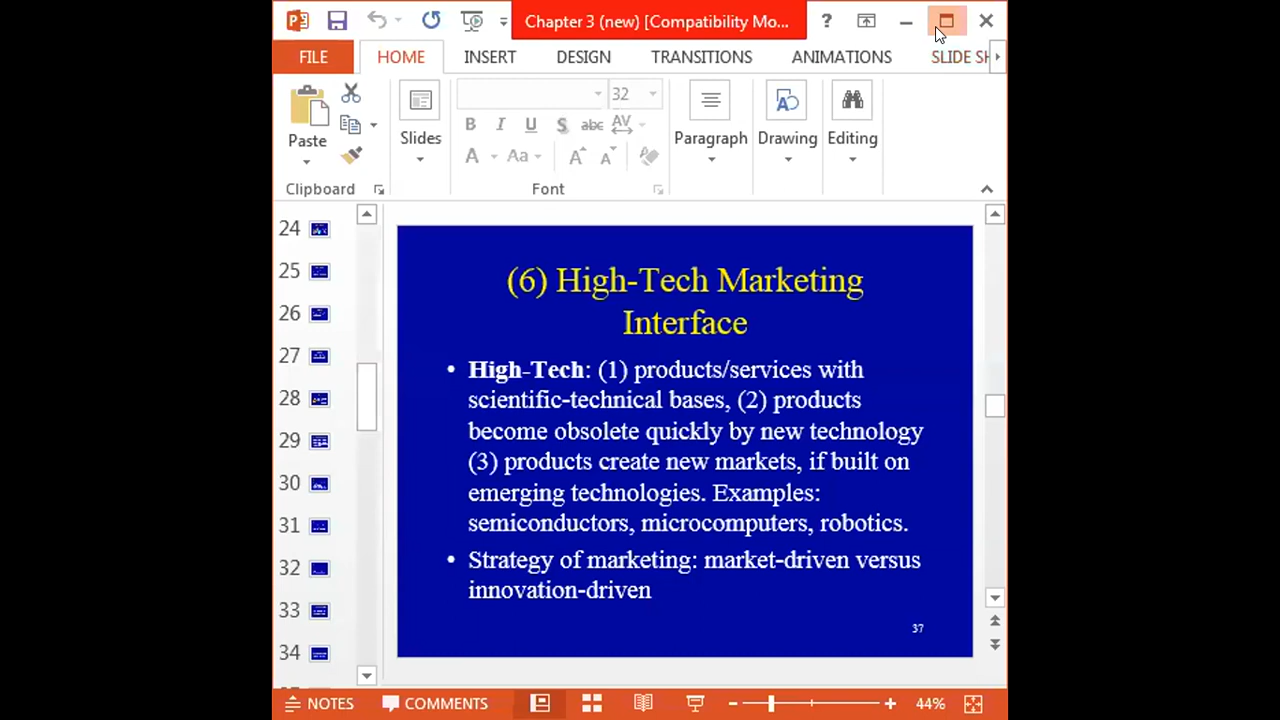 Chapter 3 (new) [Compatibility Mo...
?
FILE HOME INSERT DESIGN TRANSITIONS ANIMATIONS SLIDE SH
32
B I U S abc AV
Paste Slides A Aa A A Paragraph Drawing Editing
Clipboard Font
24
25
26
27
28
29
30
31
32
33
34
(6) High-Tech Marketing
Interface
• High-Tech: (1) products/services with
scientific-technical bases, (2) products
become obsolete quickly by new technology
(3) products create new markets, if built on
emerging technologies. Examples:
semiconductors, microcomputers, robotics.
• Strategy of marketing: market-driven versus
innovation-driven
37
NOTES COMMENTS 44%